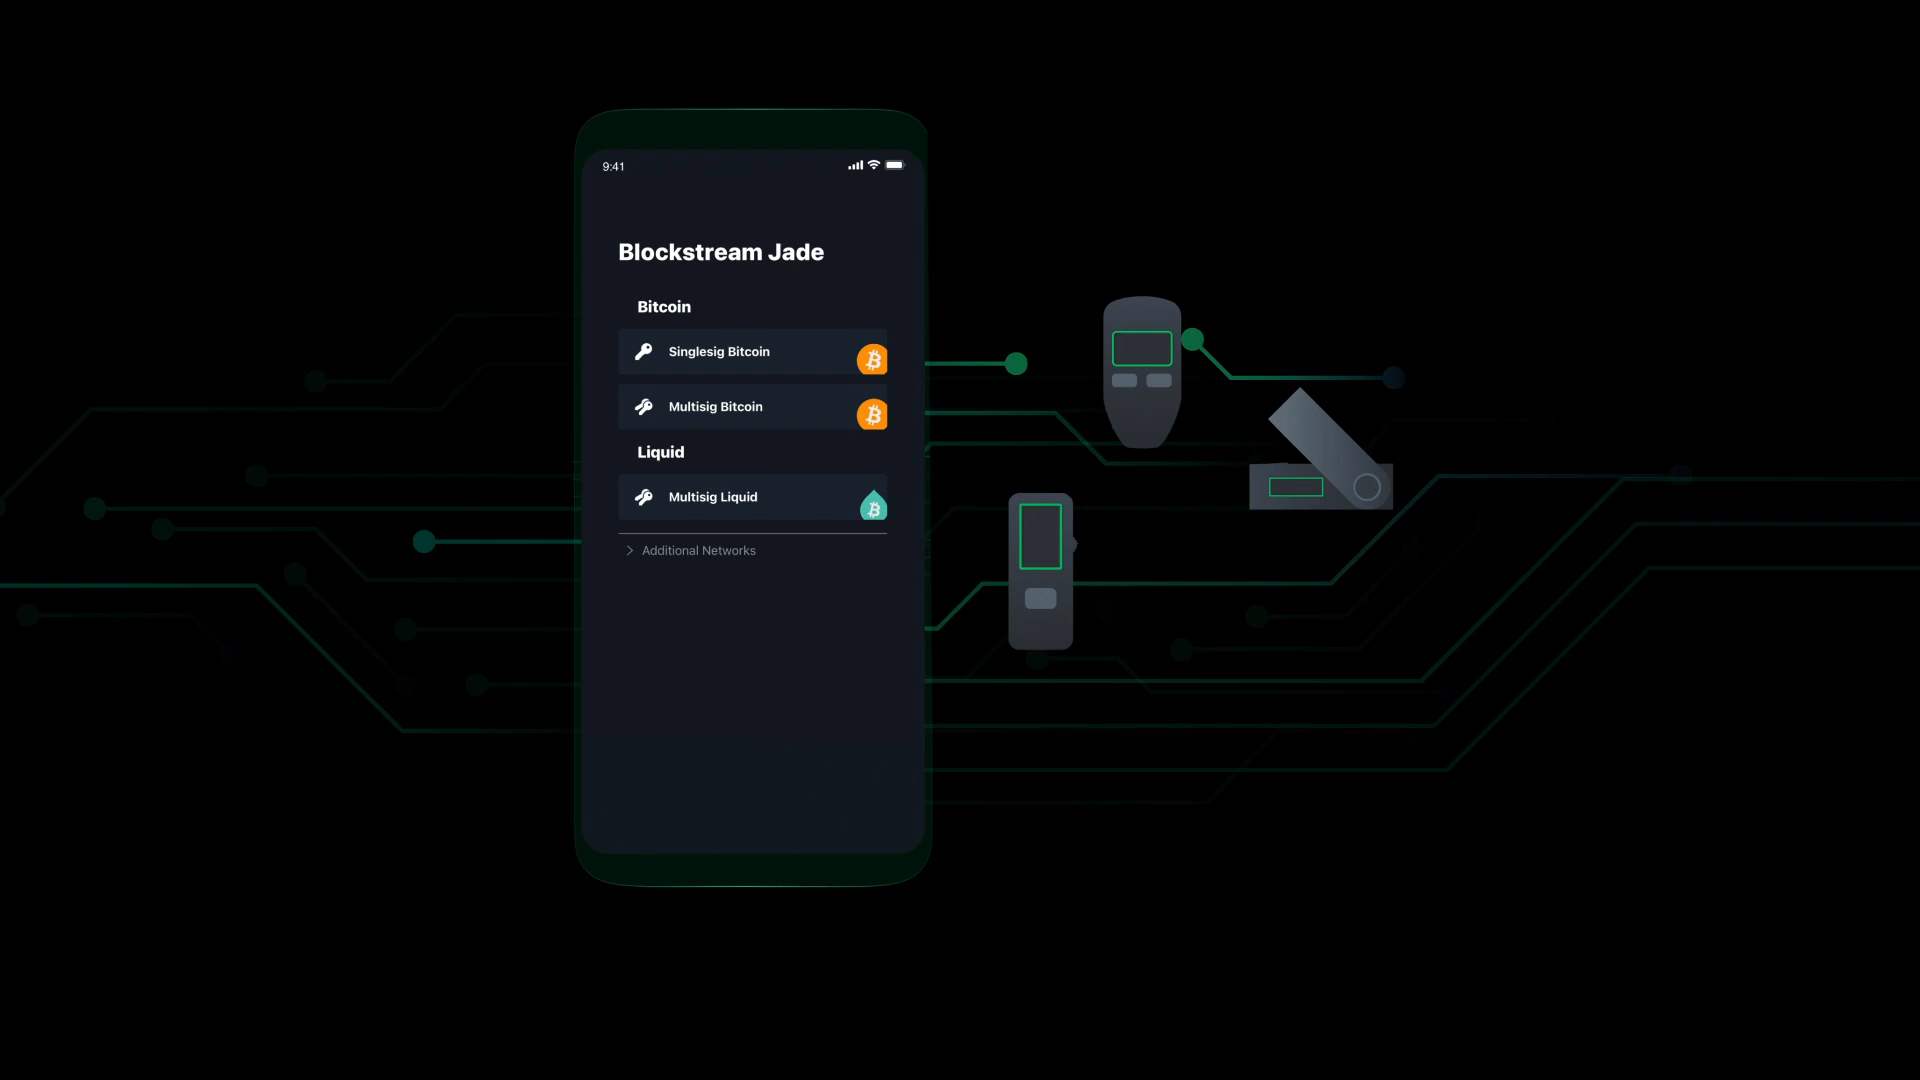 9:41
Blockstream Jade
Bitcoin
Singlesig Bitcoin
Multisig Bitcoin
Liquid
Multisig Liquid
Additional Networks